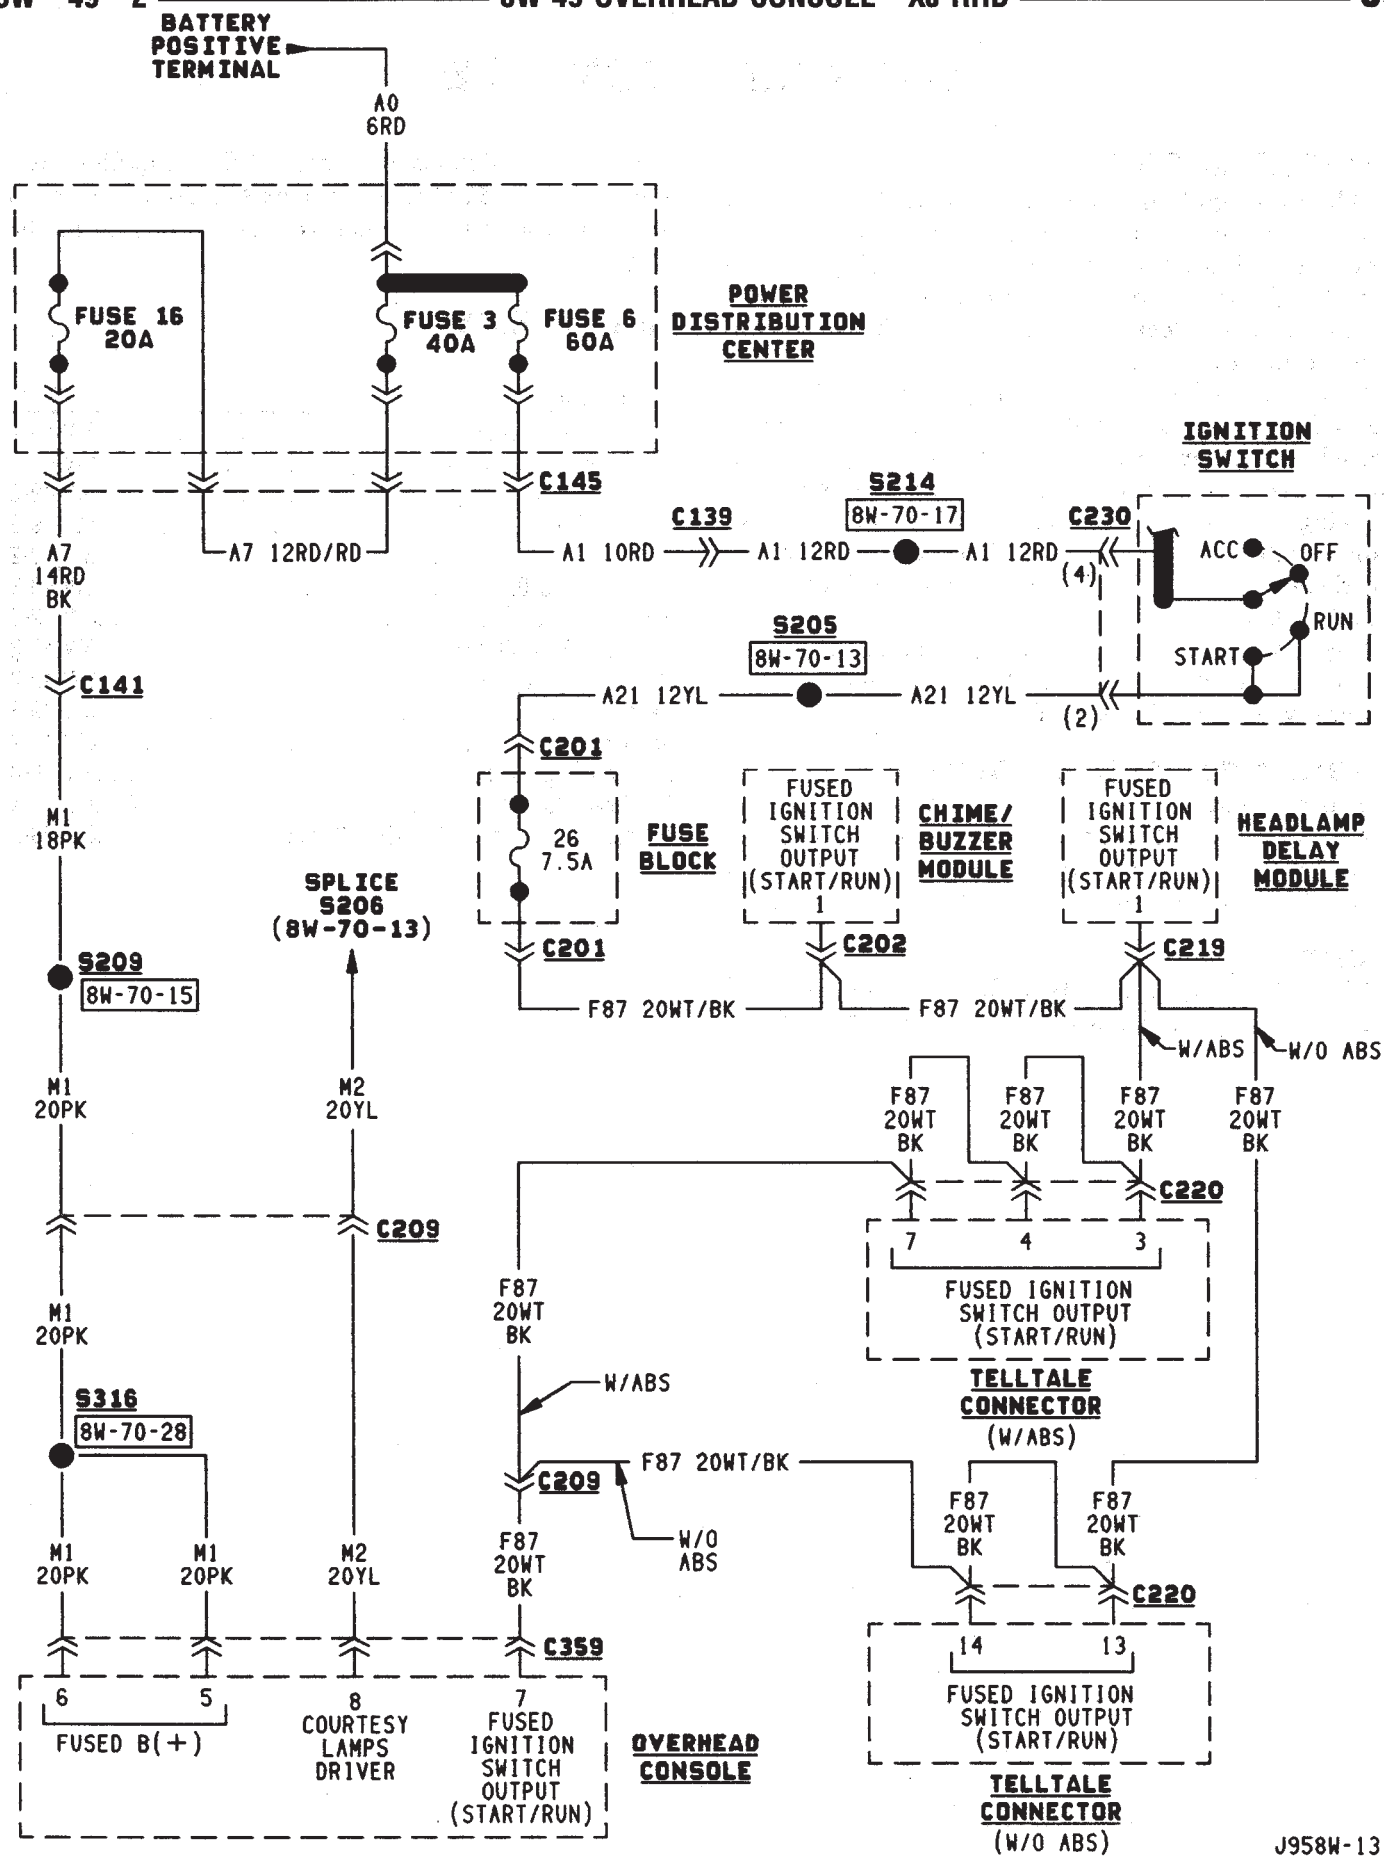 8W-49 OVERHEAD CONSOLE—XJ-RHD
BATTERY
POSITIVE
TERMINAL
A0
6RD
FUSE 16
20A
FUSE 3
40A
FUSE 6
60A
POWER
DISTRIBUTION
CENTER
IGNITION
SWITCH
C145
S214
8W-70-17
C139
C230
A7
14RD
BK
A7 12RD/RD
A1 10RD
A1 12RD
A1 12RD
(4)
ACC
OFF
RUN
START
S205
8W-70-13
C141
A21 12YL
A21 12YL
(2)
C201
M1
18PK
26
7.5A
FUSE
BLOCK
FUSED
IGNITION
SWITCH
OUTPUT
(START/RUN)
1
CHIME/
BUZZER
MODULE
FUSED
IGNITION
SWITCH
OUTPUT
(START/RUN)
1
HEADLAMP
DELAY
MODULE
SPLICE
S206
(8W-70-13)
C201
C202
C219
S209
8W-70-15
F87 20WT/BK
F87 20WT/BK
W/ABS
W/O ABS
M1
20PK
M2
20YL
F87
20WT
BK
F87
20WT
BK
F87
20WT
BK
F87
20WT
BK
C220
C209
7
4
3
FUSED IGNITION
SWITCH OUTPUT
(START/RUN)
TELLTALE
CONNECTOR
(W/ABS)
F87
20WT
BK
M1
20PK
W/ABS
S316
8W-70-28
F87 20WT/BK
C209
W/O
ABS
F87
20WT
BK
F87
20WT
BK
F87
20WT
BK
M1
20PK
M1
20PK
M2
20YL
C220
C359
14
13
FUSED IGNITION
SWITCH OUTPUT
(START/RUN)
TELLTALE
CONNECTOR
(W/O ABS)
6
5
FUSED B(+)
8
COURTESY
LAMPS
DRIVER
7
FUSED
IGNITION
SWITCH
OUTPUT
(START/RUN)
OVERHEAD
CONSOLE
J958W-13